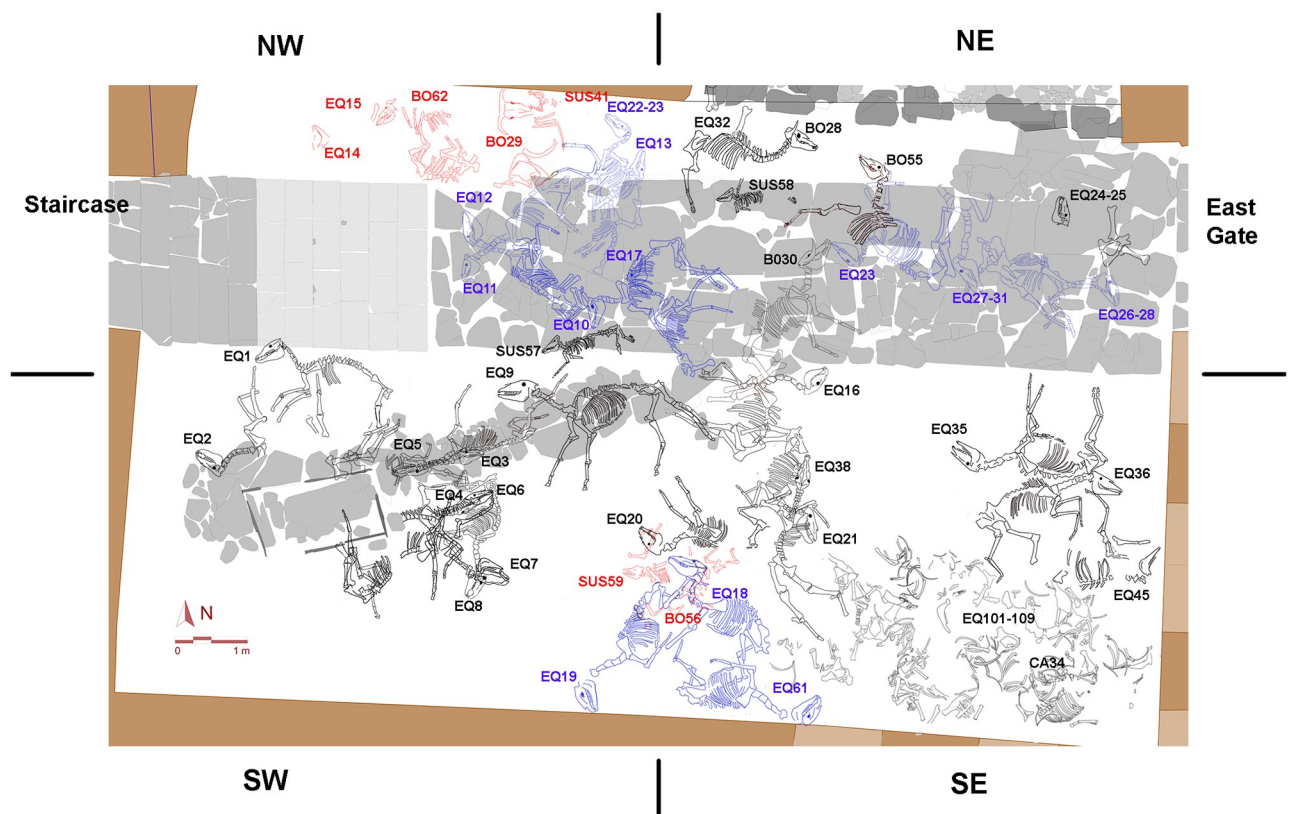 NW
NE
EQ15
BO62
SUS41
EQ22-23
EQ32
BO28
EQ14
BO29
EQ13
BO55
SUS58
EQ24-25
Staircase
EQ12
East
Gate
EQ17
B030
EQ23
EQ11
EQ27-31
EQ10
EQ26-28
SUS57
EQ1
EQ9
EQ16
EQ2
EQ5
EQ3
EQ35
EQ38
EQ36
EQ4
EQ6
EQ20
EQ21
EQ7
SUS59
EQ8
EQ18
EQ45
BO56
EQ101-109
N
0
1 m
CA34
EQ19
EQ61
SW
SE